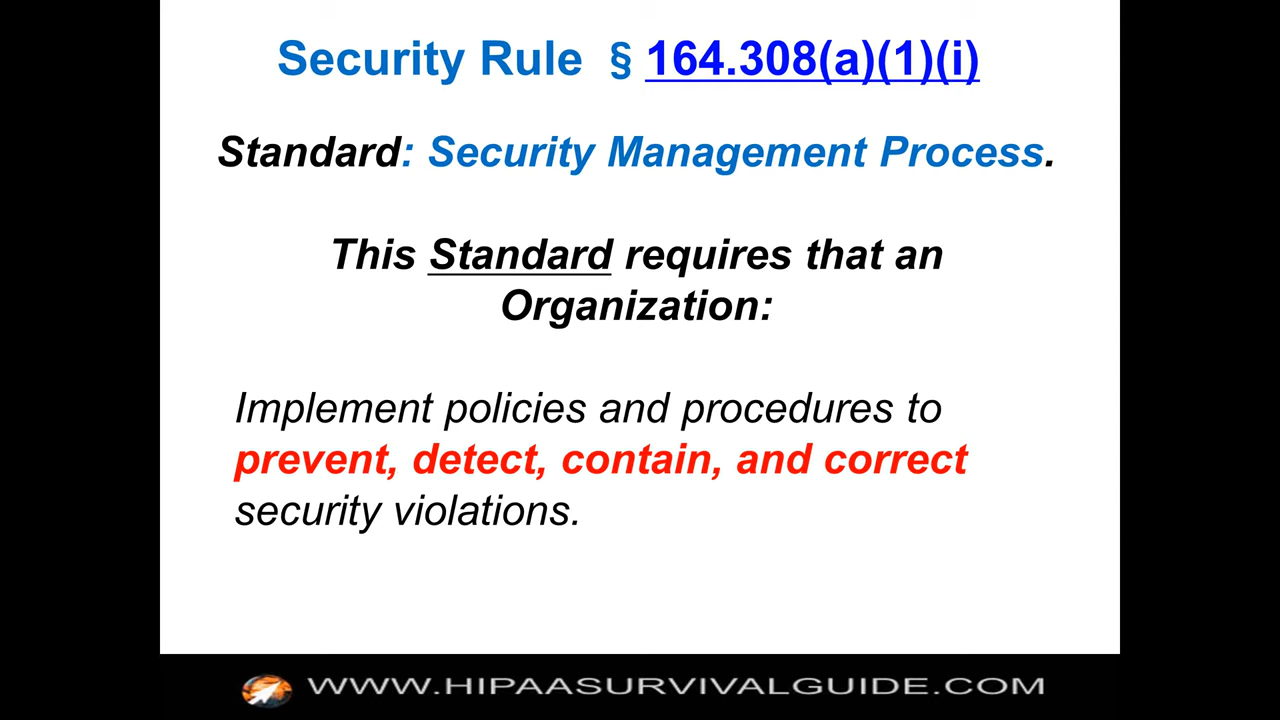 Security Rule § 164.308(a)(1)(i)
Standard: Security Management Process.
This Standard requires that an
Organization:
Implement policies and procedures to
prevent, detect, contain, and correct
security violations.
WWW.HIPAASURVIVALGUIDE.COM